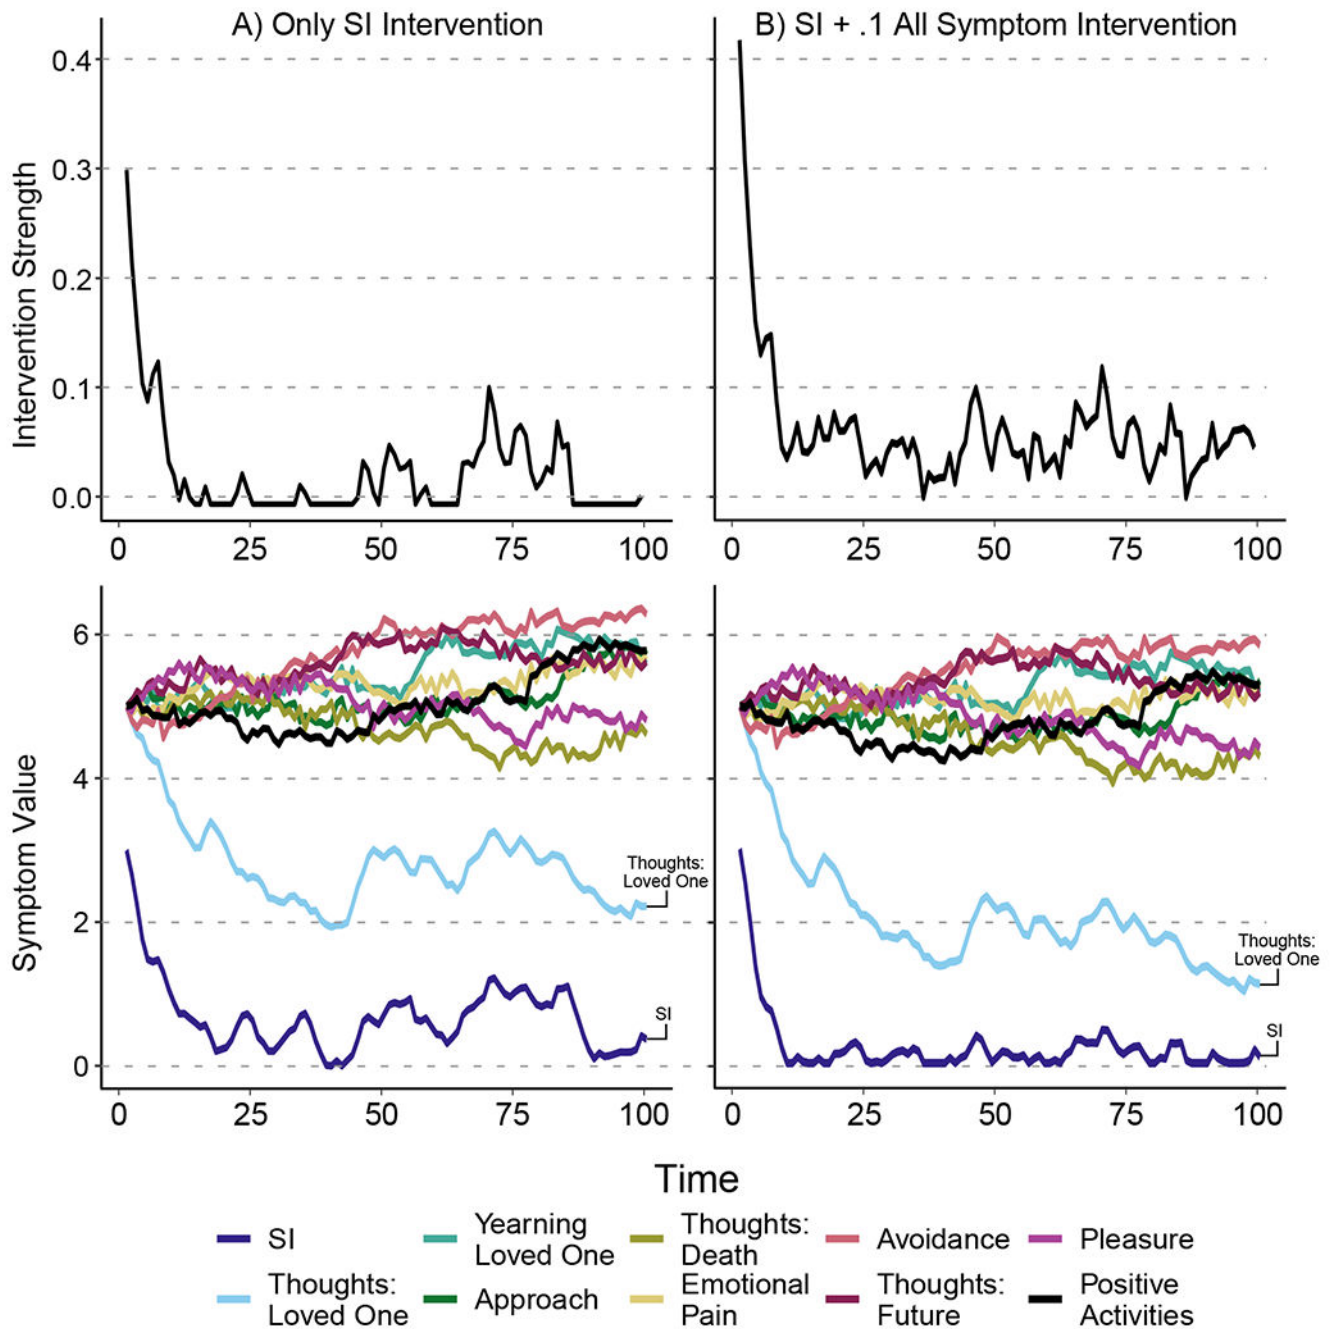 A) Only SI Intervention
B) SI + .1 All Symptom Intervention
Intervention Strength
0.4
0.3
0.2
0.1
0.0
0 25 50 75 100
0 25 50 75 100
Symptom Value
6
4
2
0
Thoughts:
Loved One
SI
Thoughts:
Loved One
SI
0 25 50 75 100
0 25 50 75 100
Time
SI
Yearning
Loved One
Thoughts:
Death
Avoidance
Pleasure
Thoughts:
Loved One
Approach
Emotional
Pain
Thoughts:
Future
Positive
Activities